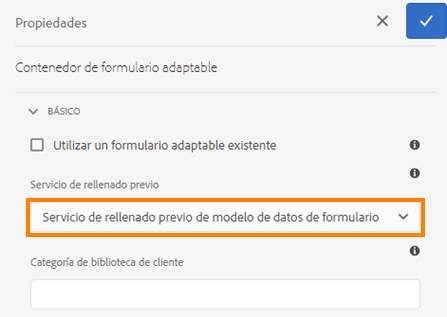 Propiedades
Contenedor de formulario adaptable
BÁSICO
Utilizar un formulario adaptable existente
Servicio de rellenado previo
Servicio de rellenado previo de modelo de datos de formulario
Categoría de biblioteca de cliente